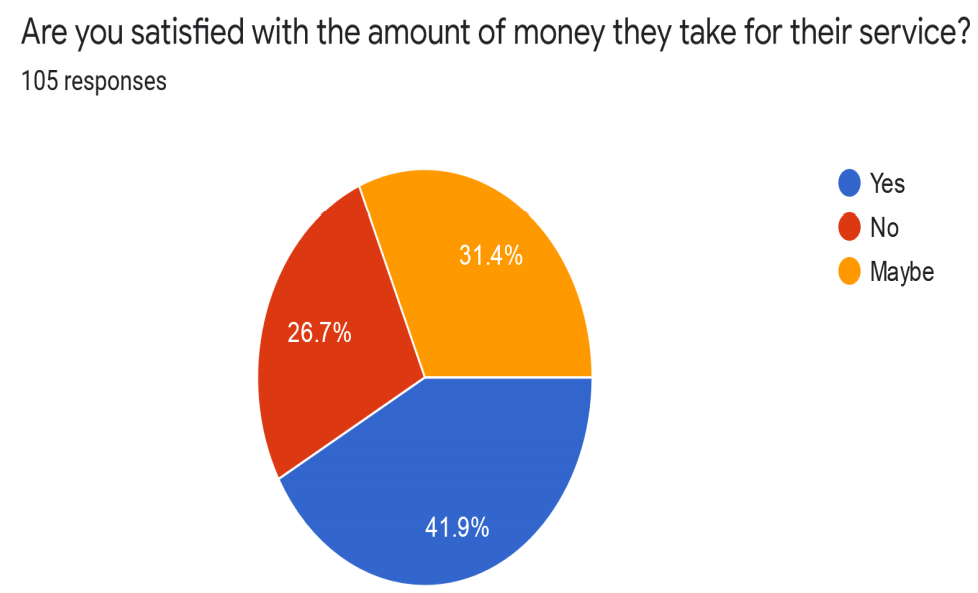 Are you satisfied with the amount of money they take for their service?
105 responses
Yes
No
Maybe
31.4%
26.7%
41.9%